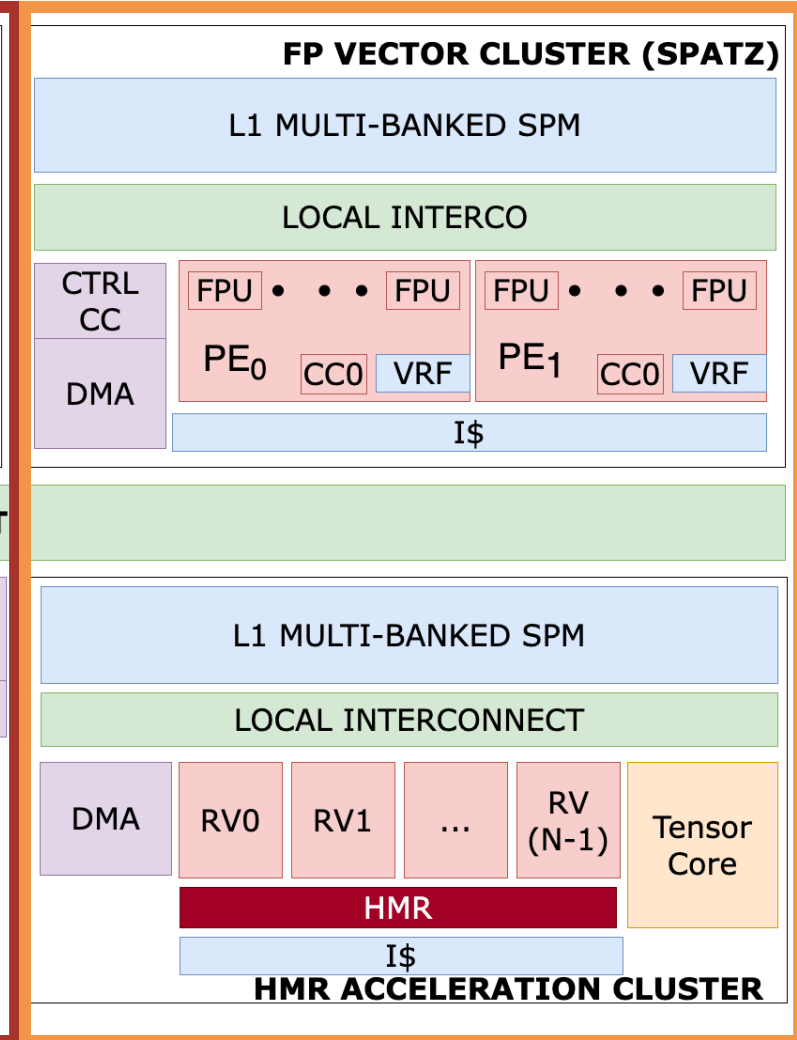 FP VECTOR CLUSTER (SPATZ)
L1 MULTI-BANKED SPM
LOCAL INTERCO
CTRL
CC
DMA
FPU • • • FPU
PE0
CC0
VRF
FPU • • • FPU
PE1
CC0
VRF
I$
T
L1 MULTI-BANKED SPM
LOCAL INTERCONNECT
DMA
RV0
RV1
...
RV
(N-1)
Tensor
Core
HMR
I$
HMR ACCELERATION CLUSTER